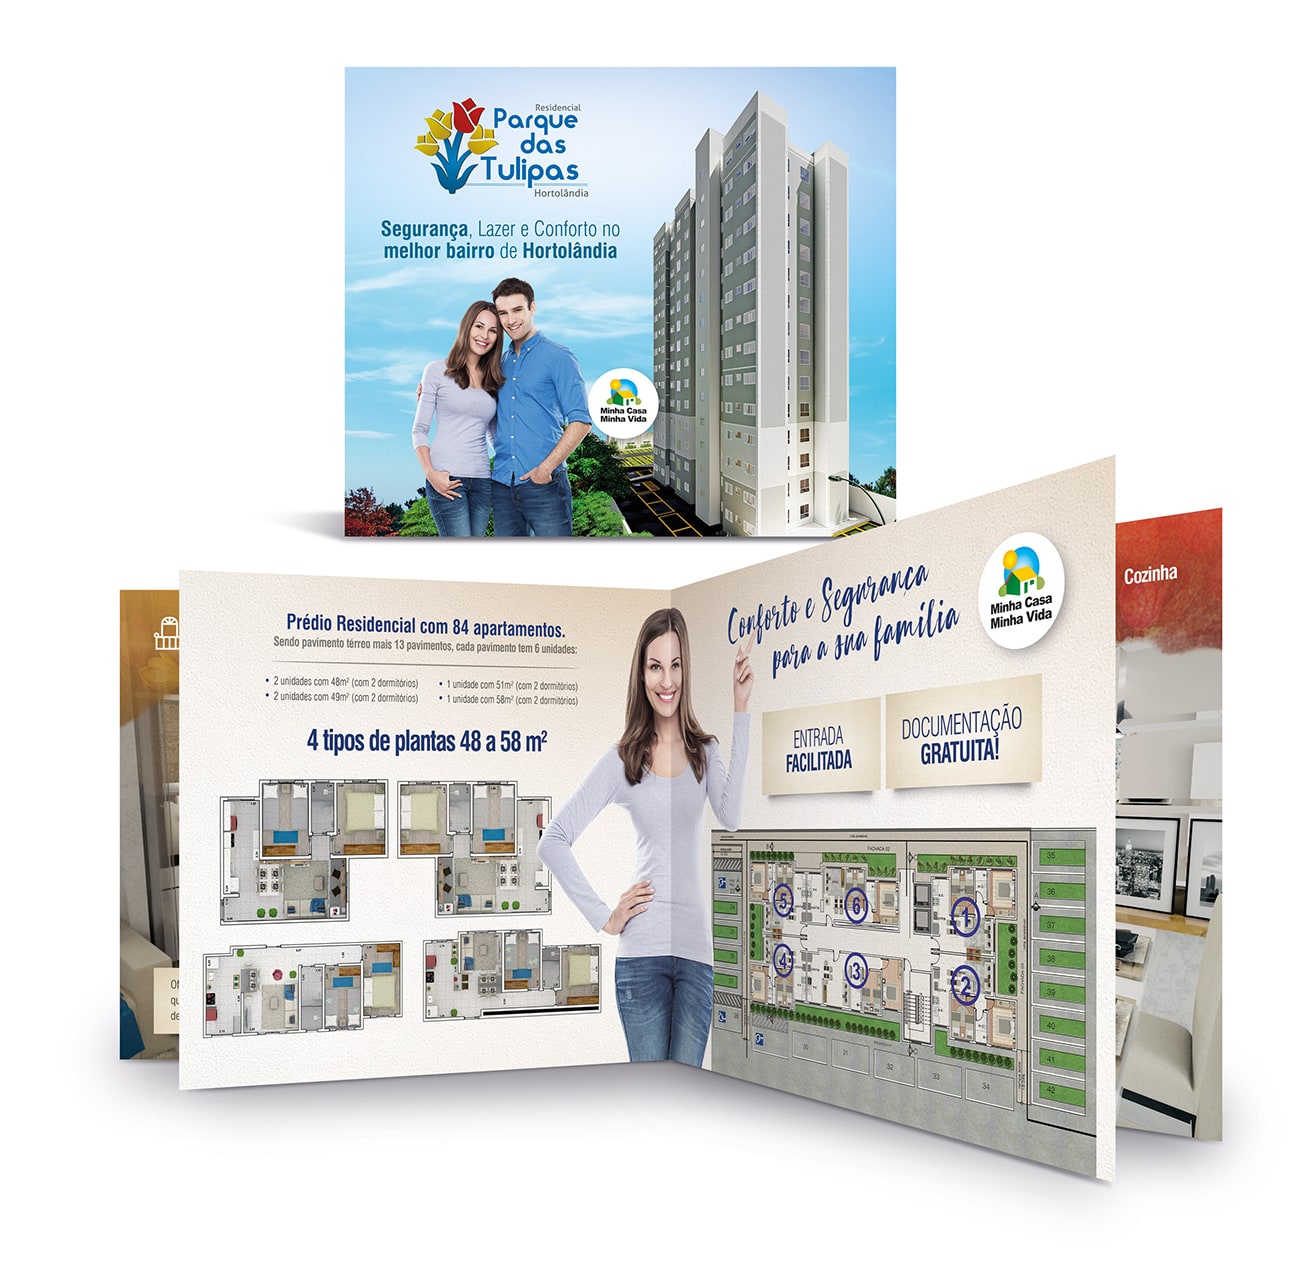 Residencial
Parque
das
Tulipas
Hortolândia
Segurança, Lazer e Conforto no
melhor bairro de Hortolândia
Minha Casa
Minha Vida
Prédio Residencial com 84 apartamentos.
Sendo pavimento térreo mais 13 pavimentos, cada pavimento tem 6 unidades:
• 2 unidades com 48m² (com 2 dormitórios)
• 2 unidades com 49m² (com 2 dormitórios)
• 1 unidade com 51m² (com 2 dormitórios)
• 1 unidade com 58m² (com 2 dormitórios)
4 tipos de plantas 48 a 58 m²
Conforto e Segurança
para a sua família
Minha Casa
Minha Vida
ENTRADA
FACILITADA
DOCUMENTAÇÃO
GRATUITA!
Cozinha
FACHADA 02
5
6
1
4
3
2
35
36
37
38
39
40
41
42
30
31
32
33
34